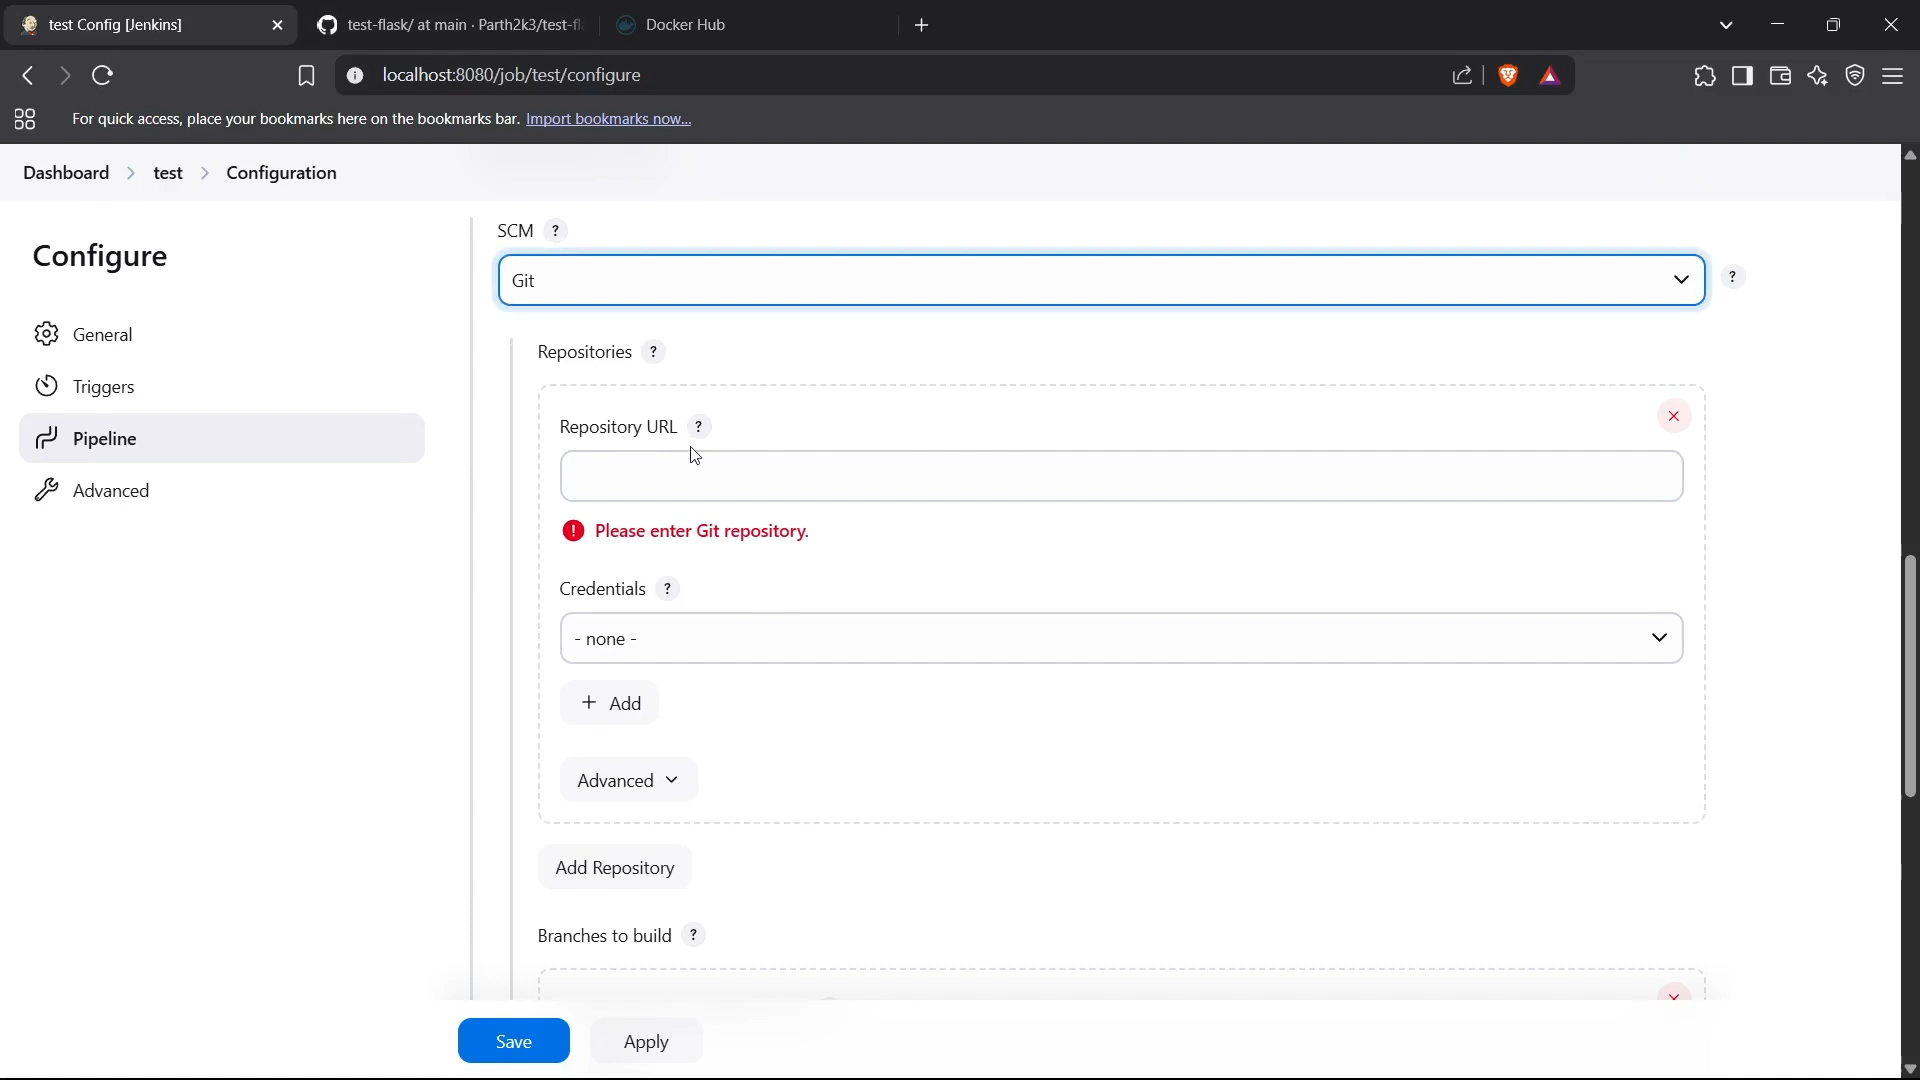 test Config [Jenkins]
test-flask/ at main · Parth2k3/test-fl
Docker Hub
localhost:8080/job/test/configure
For quick access, place your bookmarks here on the bookmarks bar. Import bookmarks now...
Dashboard > test > Configuration
Configure
General
Triggers
Pipeline
Advanced
SCM ?
Git
?
Repositories ?
Repository URL ?
Please enter Git repository.
Credentials ?
- none -
+ Add
Advanced
Add Repository
Branches to build ?
Save
Apply